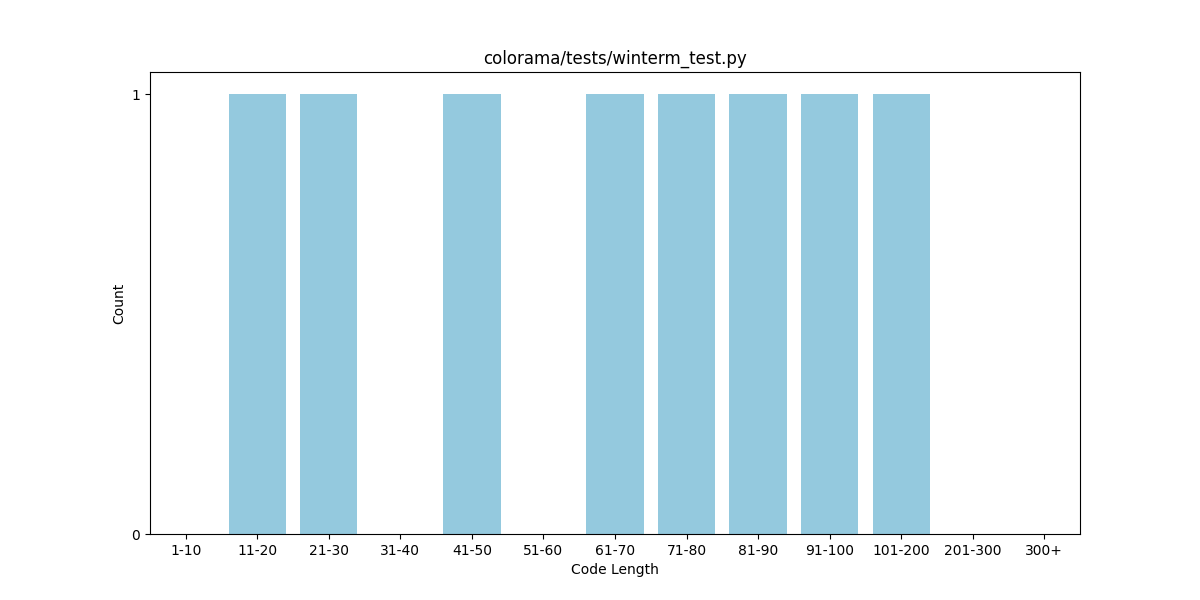 colorama/tests/winterm_test.py
1
0
Count
1-10 11-20 21-30 31-40 41-50 51-60 61-70 71-80 81-90 91-100 101-200 201-300 300+
Code Length